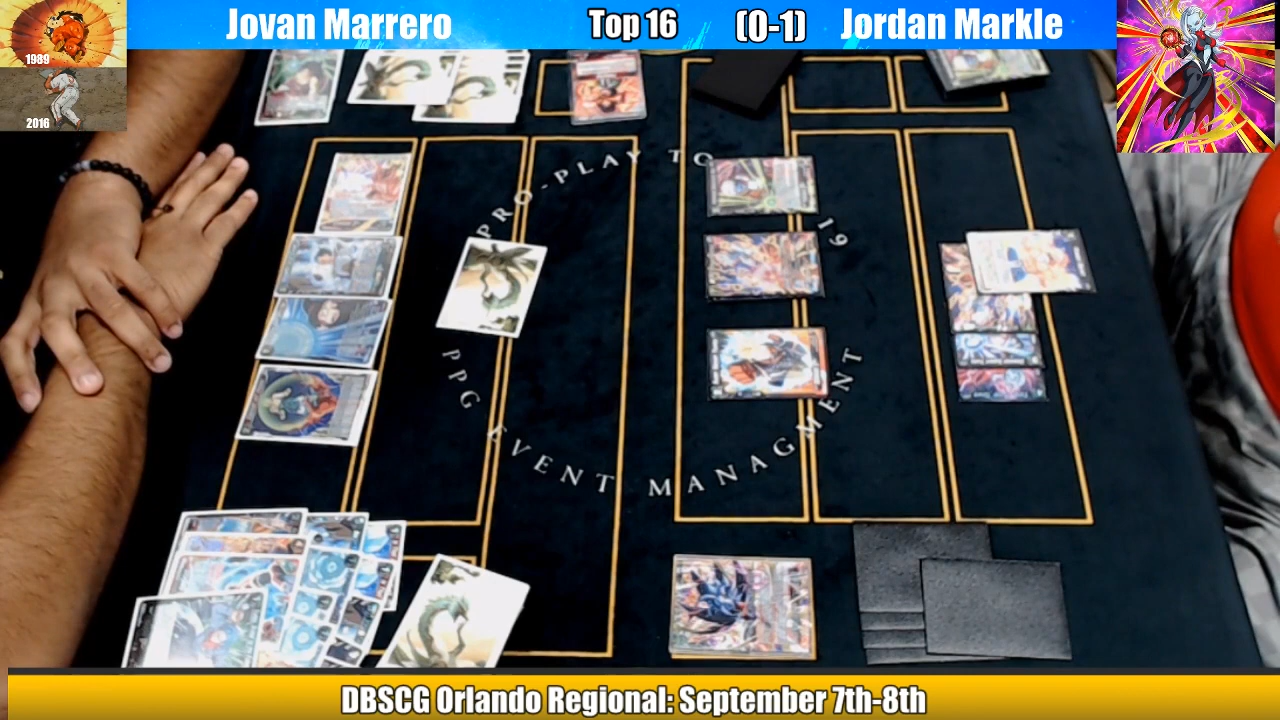 Jovan Marrero
Top 16
(0-1)
Jordan Markle
1989
2016
PRO-PLAY TO
19
PPG EVENT MANAGMENT
DBSCG Orlando Regional: September 7th-8th